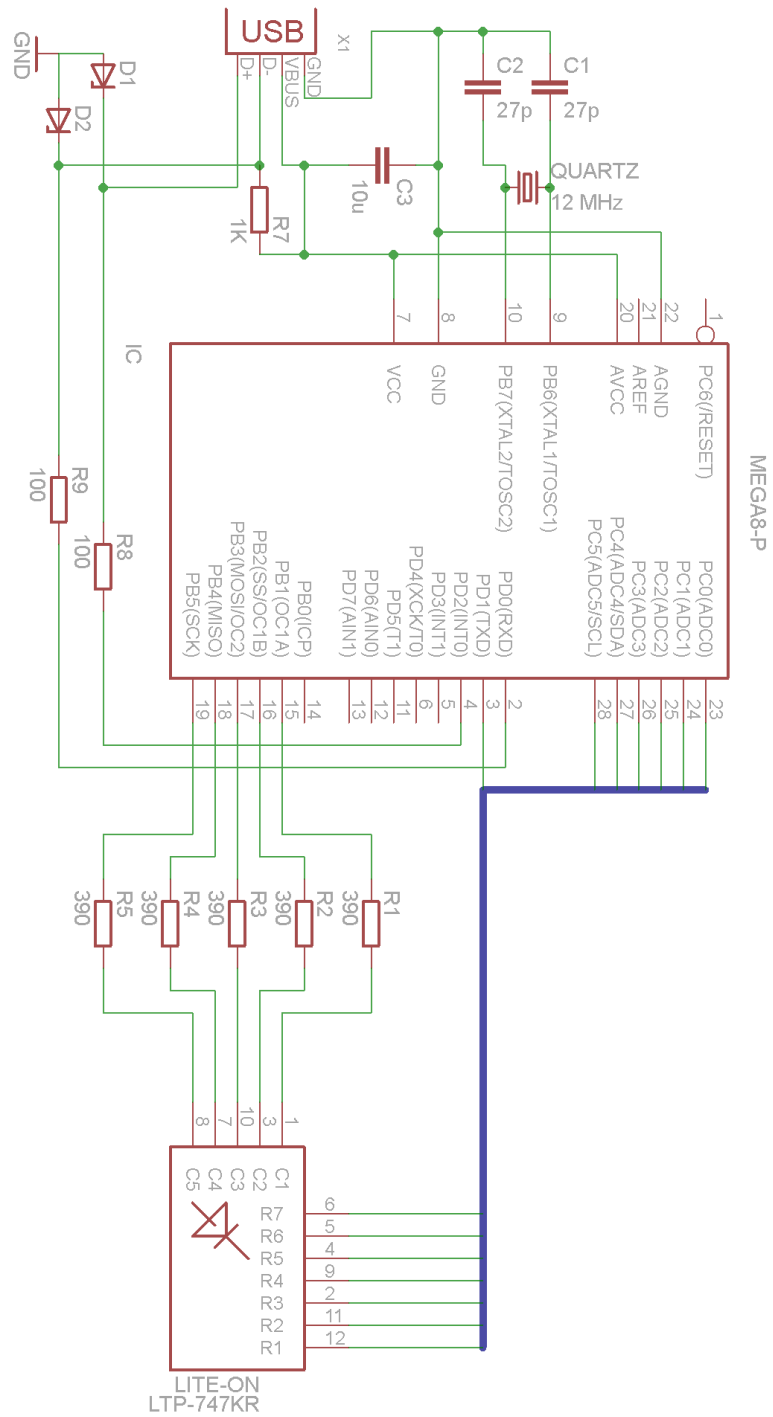 USB
X1
D+
D-
VBUS
GND
GND
D1
D2
C2
27p
C1
27p
QUARTZ
12 MHz
C3
10u
R7
1K
7
8
10
9
20
21
22
1
IC
VCC
GND
PB7(XTAL2/TOSC2)
PB6(XTAL1/TOSC1)
AVCC
AREF
AGND
PC6(/RESET)
MEGA8-P
R9
100
R8
100
PB5(SCK)
PB4(MISO)
PB3(MOSI/OC2)
PB2(SS/OC1B)
PB1(OC1A)
PB0(ICP)
PD7(AIN1)
PD6(AIN0)
PD5(T1)
PD4(XCK/T0)
PD3(INT1)
PD2(INT0)
PD1(TXD)
PD0(RXD)
PC5(ADC5/SCL)
PC4(ADC4/SDA)
PC3(ADC3)
PC2(ADC2)
PC1(ADC1)
PC0(ADC0)
19
18
17
16
15
14
13
12
11
6
5
4
3
2
28
27
26
25
24
23
R5
390
R4
390
R3
390
R2
390
R1
390
8
7
10
3
1
C5
C4
C3
C2
C1
R7
6
R6
5
R5
4
R4
9
R3
2
R2
11
R1
12
LITE-ON
LTP-747KR